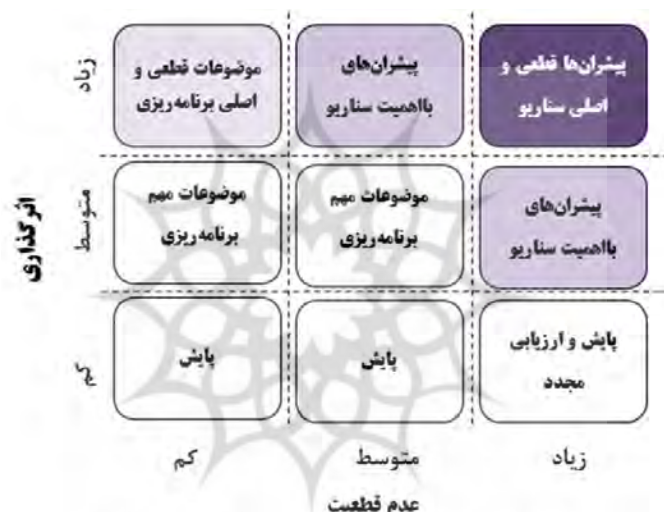 اثرگذاری
زیاد
پیشران‌ها قطعی و
اصلی سناریو
پیشران‌های
بااهمیت سناریو
موضوعات قطعی و
اصلی برنامه‌ریزی
متوسط
پیشران‌های
بااهمیت سناریو
موضوعات مهم
برنامه‌ریزی
موضوعات مهم
برنامه‌ریزی
کم
پایش و ارزیابی
مجدد
پایش
پایش
زیاد
متوسط
کم
عدم قطعیت